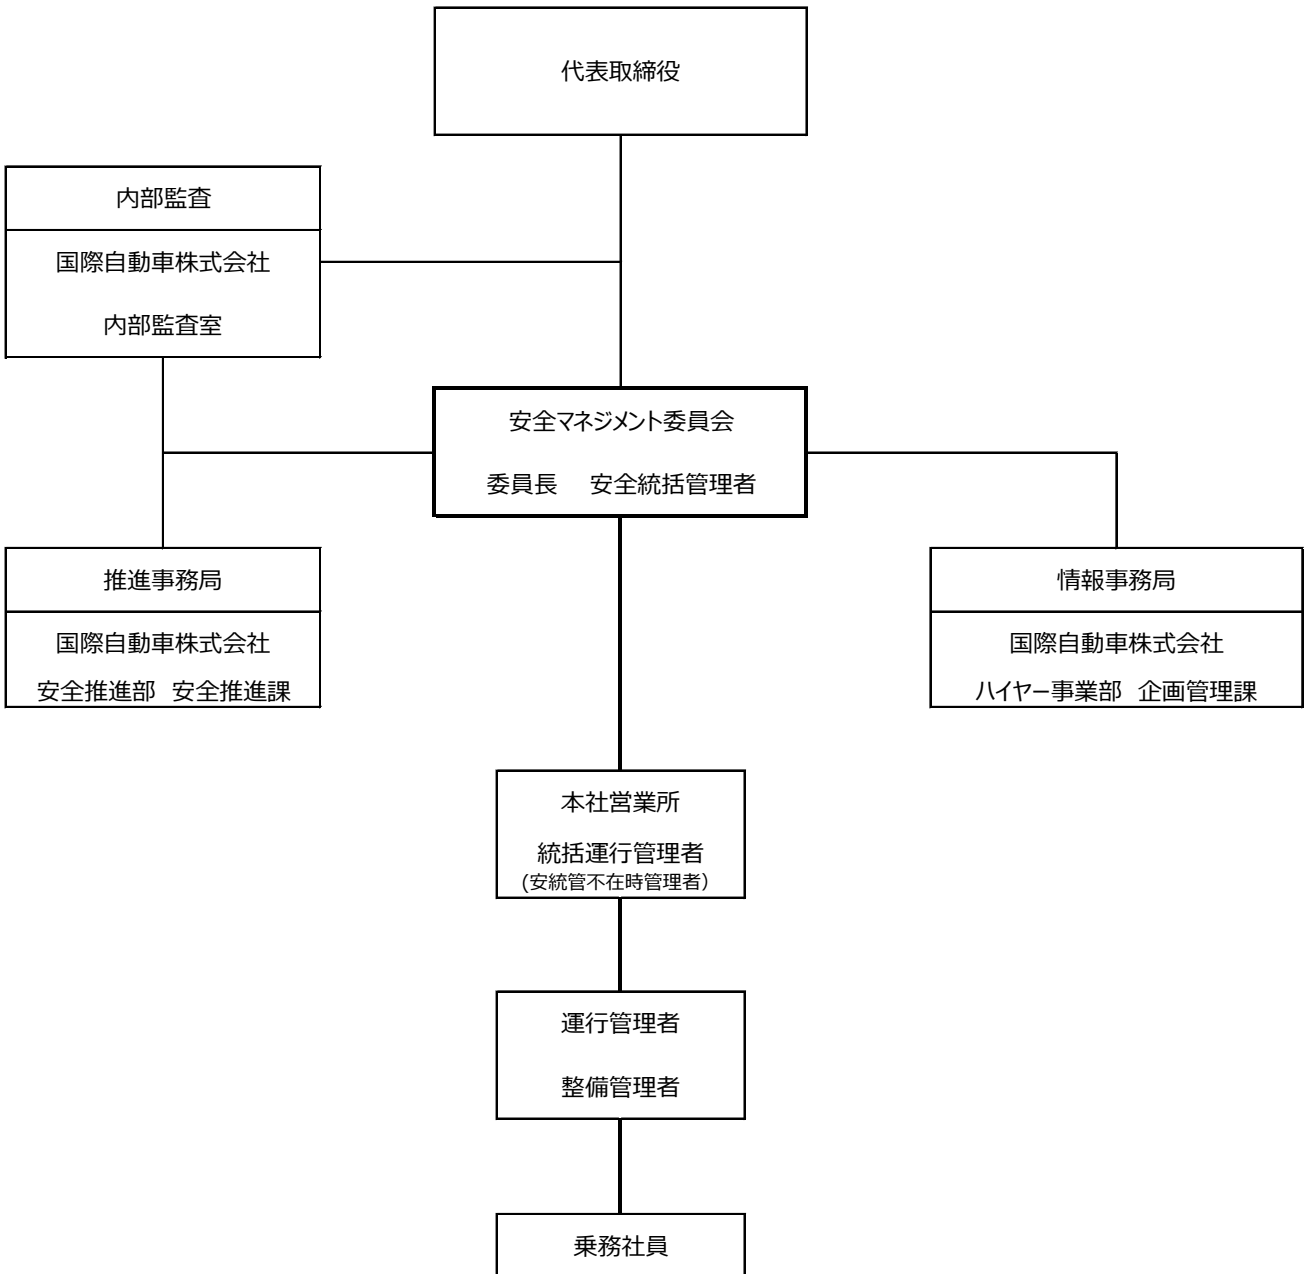 代表取締役
内部監査
国際自動車株式会社
内部監査室
安全マネジメント委員会
委員長　安全統括管理者
推進事務局
国際自動車株式会社
安全推進部　安全推進課
情報事務局
国際自動車株式会社
ハイヤー事業部　企画管理課
本社営業所
統括運行管理者
(安統管不在時管理者)
運行管理者
整備管理者
乗務社員